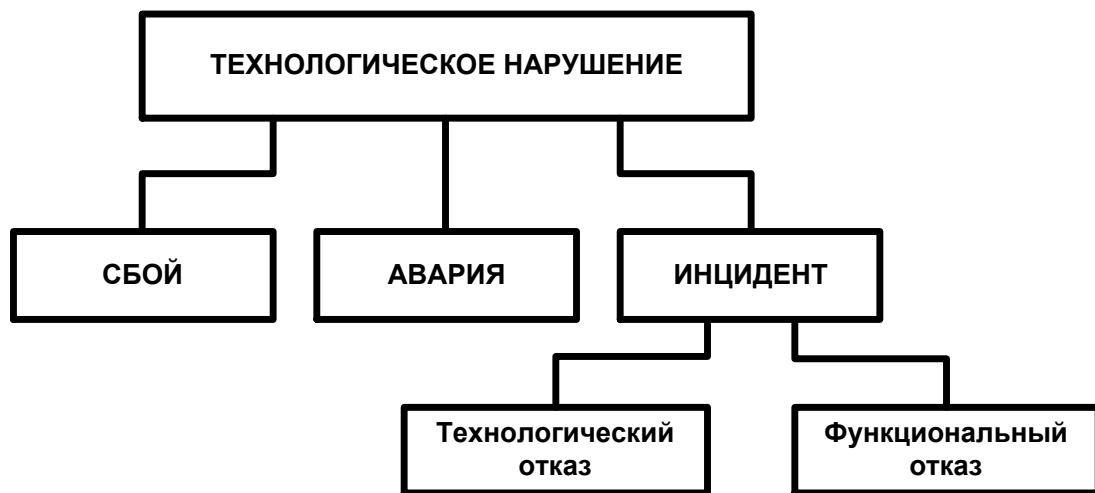 ТЕХНОЛОГИЧЕСКОЕ НАРУШЕНИЕ
СБОЙ
АВАРИЯ
ИНЦИДЕНТ
Технологический
отказ
Функциональный
отказ